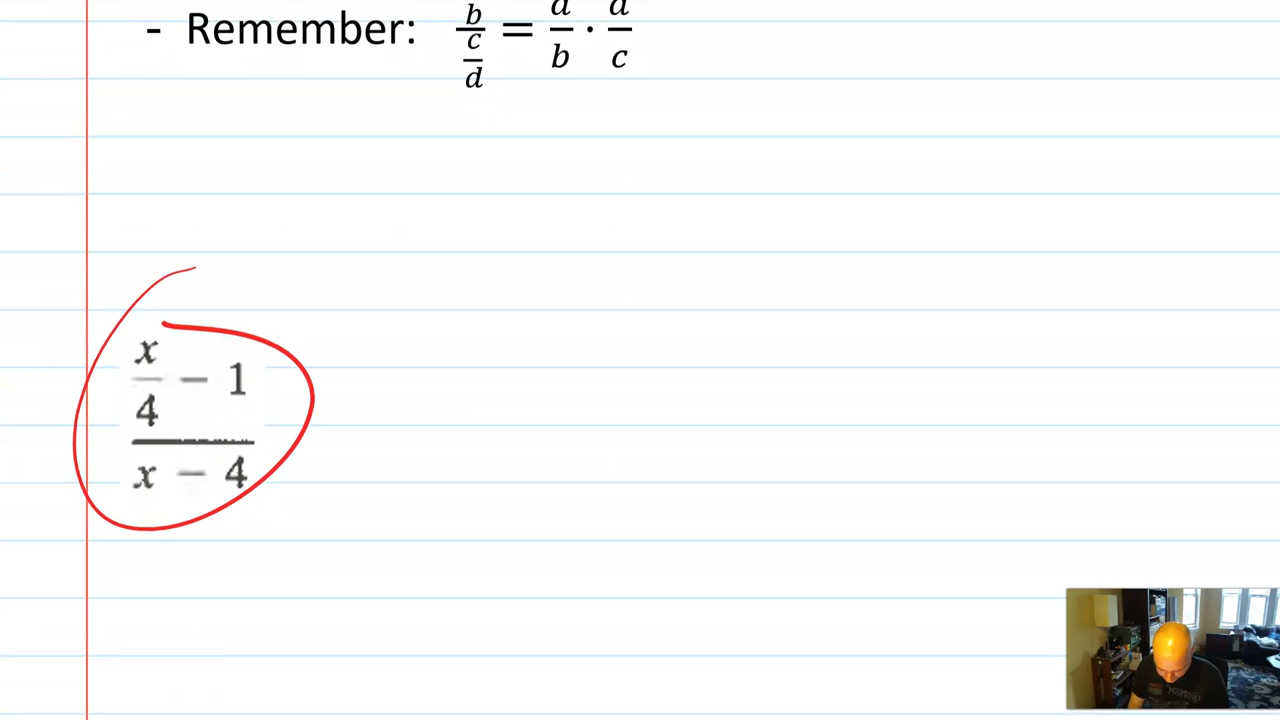 - Remember: b/(c/d) = a/b · d/c
x/4 − 1
x − 4